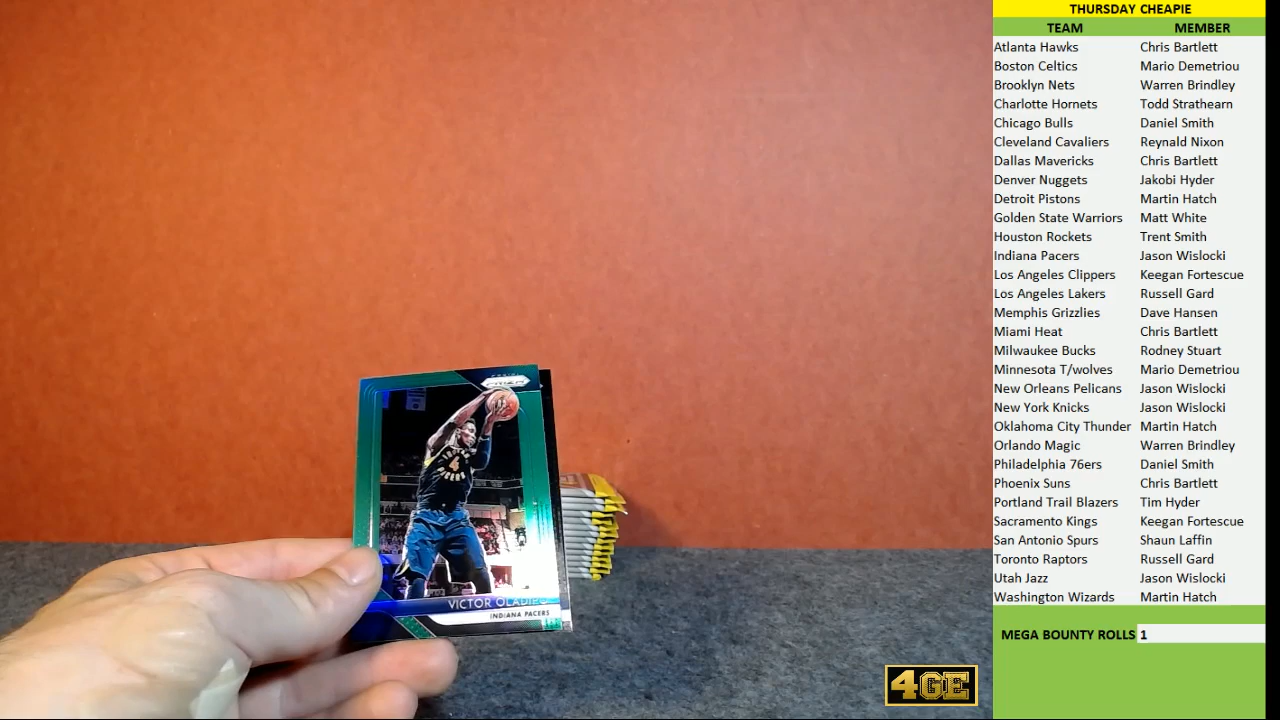 THURSDAY CHEAPIE
TEAM MEMBER
Atlanta Hawks Chris Bartlett
Boston Celtics Mario Demetriou
Brooklyn Nets Warren Brindley
Charlotte Hornets Todd Strathearn
Chicago Bulls Daniel Smith
Cleveland Cavaliers Reynald Nixon
Dallas Mavericks Chris Bartlett
Denver Nuggets Jakobi Hyder
Detroit Pistons Martin Hatch
Golden State Warriors Matt White
Houston Rockets Trent Smith
Indiana Pacers Jason Wislocki
Los Angeles Clippers Keegan Fortescue
Los Angeles Lakers Russell Gard
Memphis Grizzlies Dave Hansen
Miami Heat Chris Bartlett
Milwaukee Bucks Rodney Stuart
Minnesota T/wolves Mario Demetriou
New Orleans Pelicans Jason Wislocki
New York Knicks Jason Wislocki
Oklahoma City Thunder Martin Hatch
Orlando Magic Warren Brindley
Philadelphia 76ers Daniel Smith
Phoenix Suns Chris Bartlett
Portland Trail Blazers Tim Hyder
Sacramento Kings Keegan Fortescue
San Antonio Spurs Shaun Laffin
Toronto Raptors Russell Gard
Utah Jazz Jason Wislocki
Washington Wizards Martin Hatch
MEGA BOUNTY ROLLS 1
PRIZM
4
PACERS
VICTOR OLADIPO
INDIANA PACERS
4GE